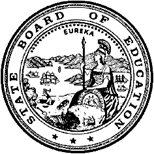 STATE BOARD OF EDUCATION
EUREKA